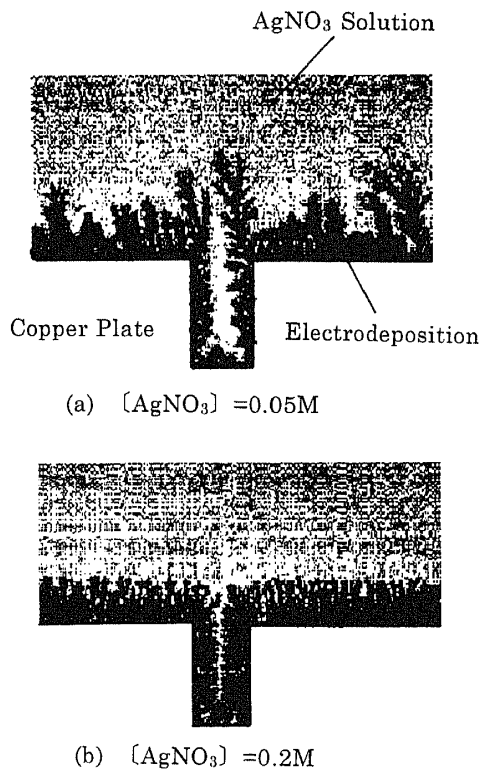 AgNO₃ Solution
Copper Plate
Electrodeposition
(a) 〔AgNO₃〕=0.05M
(b) 〔AgNO₃〕=0.2M